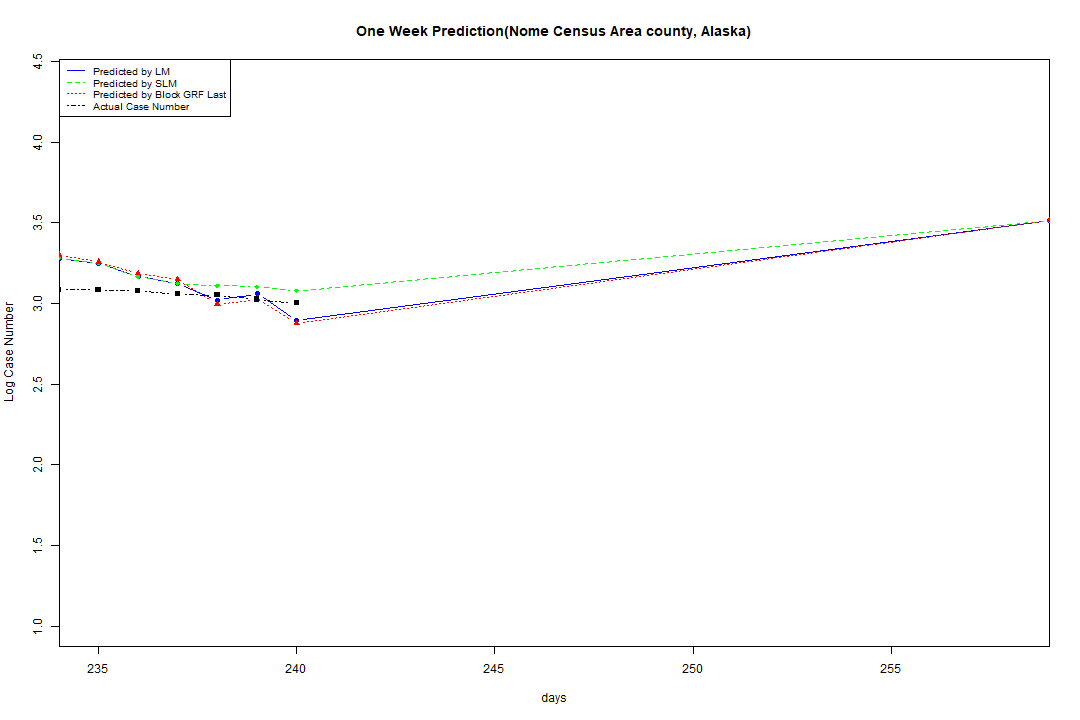 One Week Prediction(Nome Census Area county, Alaska)
Predicted by LM
Predicted by SLM
Predicted by Block GRF Last
Actual Case Number
4.5
4.0
3.5
3.0
2.5
2.0
1.5
1.0
Log Case Number
235
240
245
250
255
days